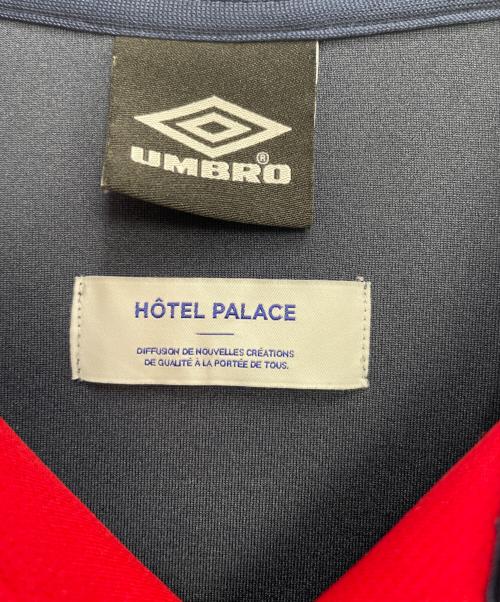 UMBRO®
HÔTEL PALACE
DIFFUSION DE NOUVELLES CRÉATIONS
DE QUALITÉ À LA PORTÉE DE TOUS.